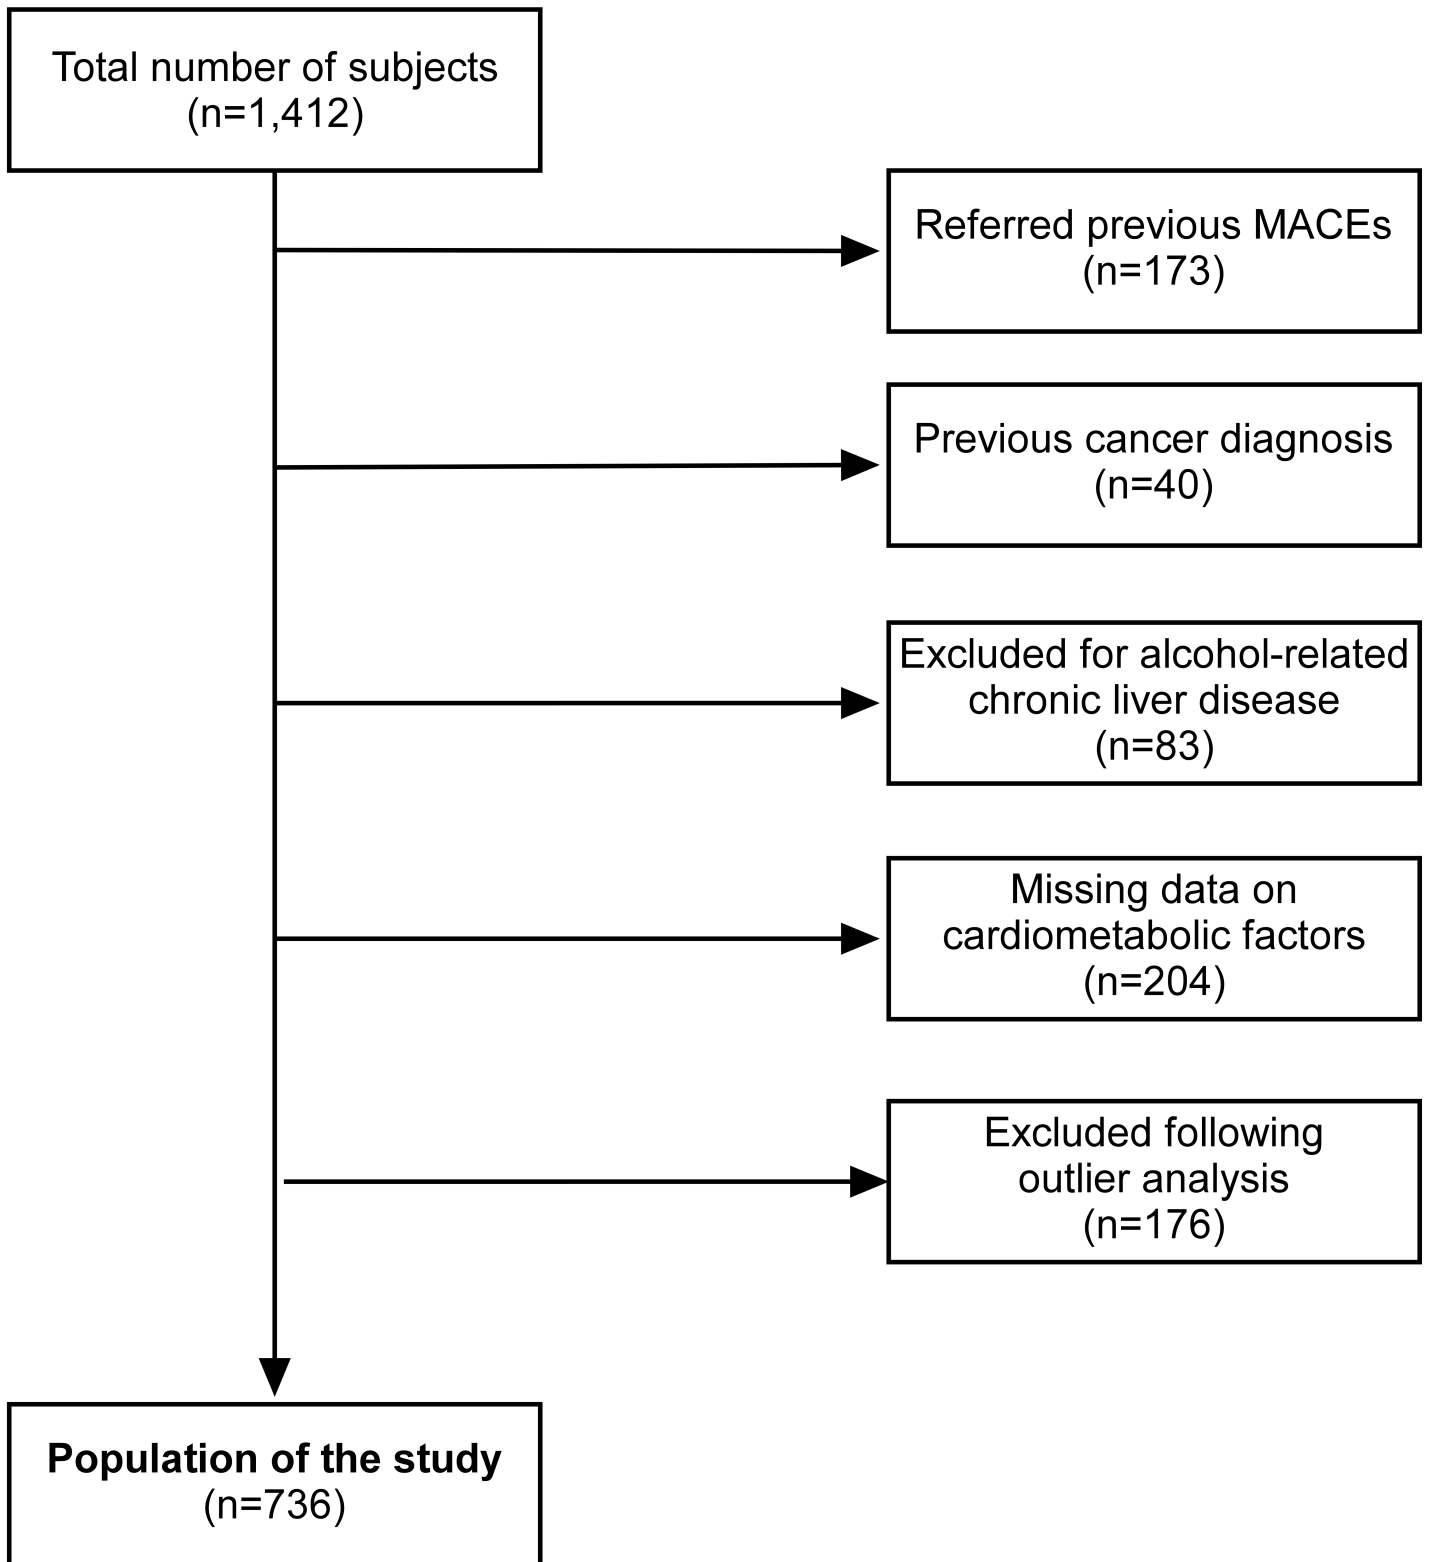 Total number of subjects
(n=1,412)
Referred previous MACEs
(n=173)
Previous cancer diagnosis
(n=40)
Excluded for alcohol-related
chronic liver disease
(n=83)
Missing data on
cardiometabolic factors
(n=204)
Excluded following
outlier analysis
(n=176)
Population of the study
(n=736)